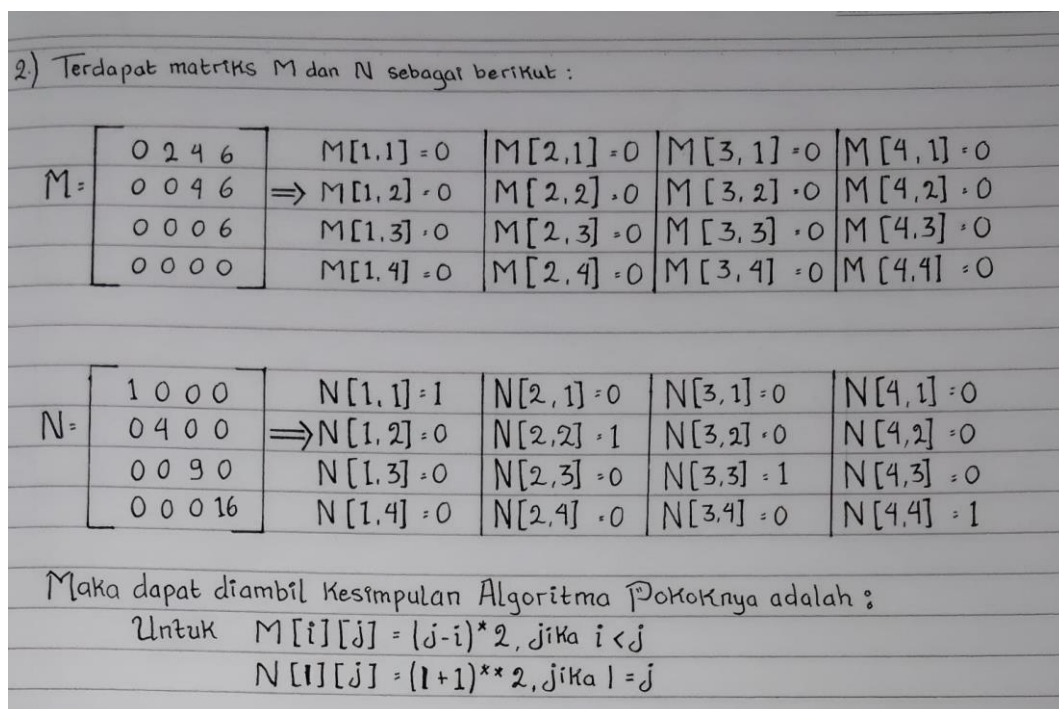 2.) Terdapat matriks M dan N sebagai berikut :
0 2 4 6 M[1,1] = 0 M[2,1] = 0 M[3,1] = 0 M[4,1] = 0
M = 0 0 4 6 ⇒ M[1,2] = 0 M[2,2] = 0 M[3,2] = 0 M[4,2] = 0
0 0 0 6 M[1,3] = 0 M[2,3] = 0 M[3,3] = 0 M[4,3] = 0
0 0 0 0 M[1,4] = 0 M[2,4] = 0 M[3,4] = 0 M[4,4] = 0
1 0 0 0 N[1,1] = 1 N[2,1] = 0 N[3,1] = 0 N[4,1] = 0
N = 0 4 0 0 ⇒ N[1,2] = 0 N[2,2] = 1 N[3,2] = 0 N[4,2] = 0
0 0 9 0 N[1,3] = 0 N[2,3] = 0 N[3,3] = 1 N[4,3] = 0
0 0 0 16 N[1,4] = 0 N[2,4] = 0 N[3,4] = 0 N[4,4] = 1
Maka dapat diambil Kesimpulan Algoritma Pokoknya adalah :
Untuk M[i][j] = (j-i)* 2, jika i < j
N[I][j] = (I+1)** 2, jika I = j